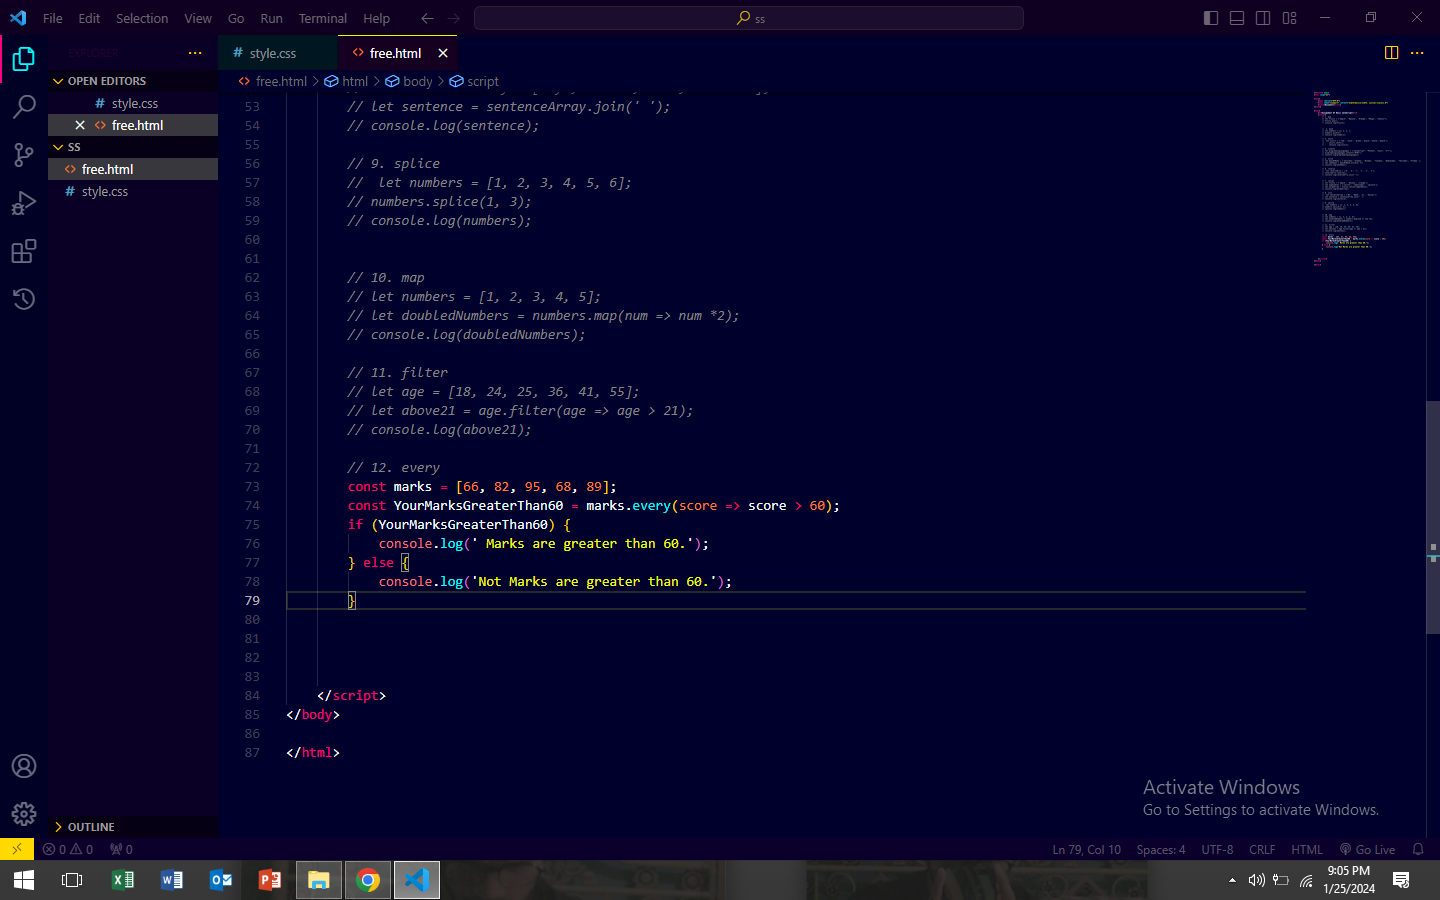 File Edit Selection View Go Run Terminal Help
ss
EXPLORER
# style.css
<> free.html
OPEN EDITORS
# style.css
<> free.html
SS
<> free.html
# style.css
<> free.html > html > body > script
53 // let sentence = sentenceArray.join(' ');
54 // console.log(sentence);
55
56 // 9. splice
57 //  let numbers = [1, 2, 3, 4, 5, 6];
58 // numbers.splice(1, 3);
59 // console.log(numbers);
60
61
62 // 10. map
63 // let numbers = [1, 2, 3, 4, 5];
64 // let doubledNumbers = numbers.map(num => num *2);
65 // console.log(doubledNumbers);
66
67 // 11. filter
68 // let age = [18, 24, 25, 36, 41, 55];
69 // let above21 = age.filter(age => age > 21);
70 // console.log(above21);
71
72 // 12. every
73 const marks = [66, 82, 95, 68, 89];
74 const YourMarksGreaterThan60 = marks.every(score => score > 60);
75 if (YourMarksGreaterThan60) {
76 console.log(' Marks are greater than 60.');
77 } else {
78 console.log('Not Marks are greater than 60.');
79 }
80
81
82
83
84 </script>
85 </body>
86
87 </html>
Activate Windows
Go to Settings to activate Windows.
OUTLINE
0 0 0
Ln 79, Col 10 Spaces: 4 UTF-8 CRLF HTML Go Live
9:05 PM
1/25/2024